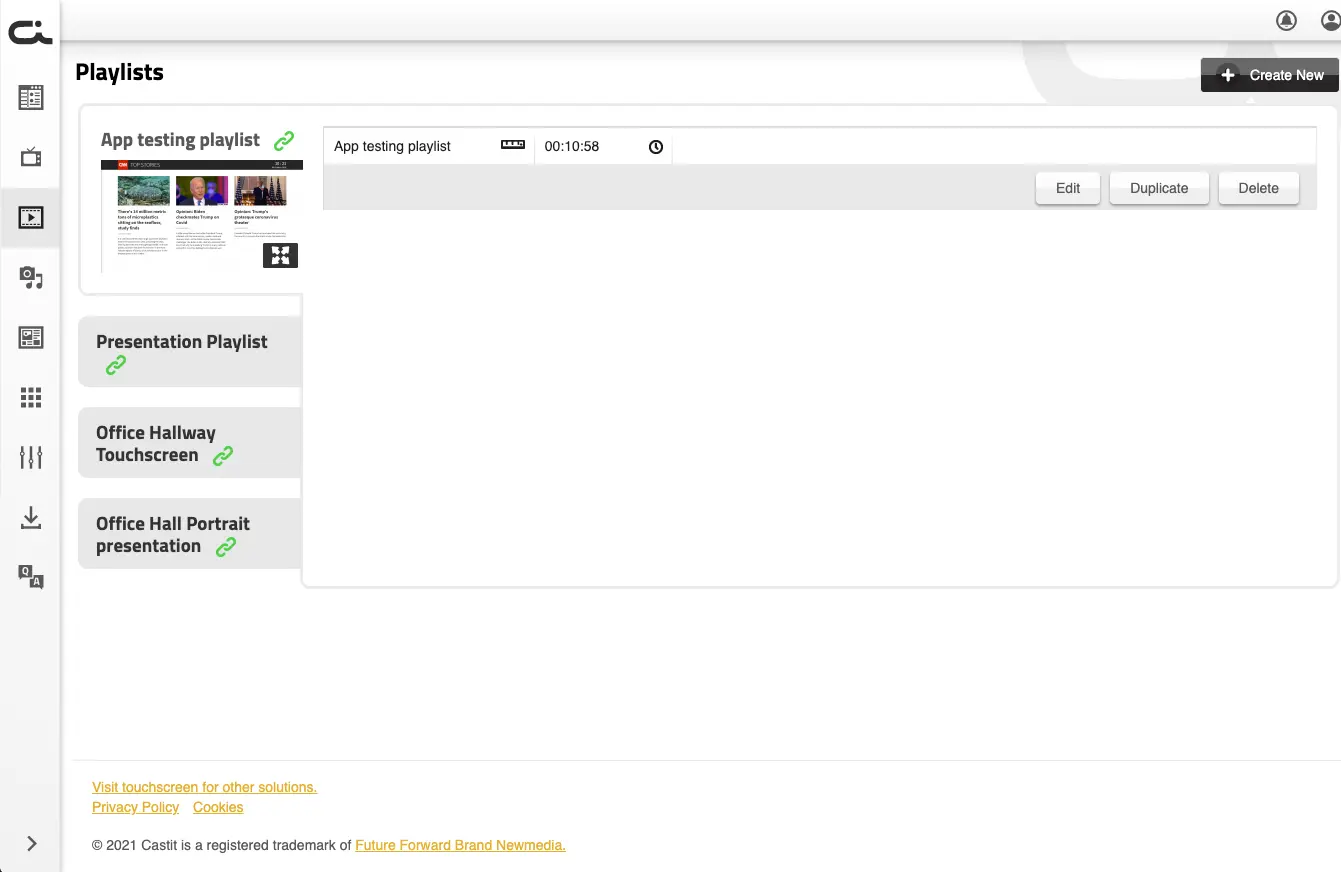 Playlists
Create New
App testing playlist
CNN TOP STORIES
There's 14 million metric
tons of microplastics
sitting on the seafloor,
study finds
Opinion: Biden
checkmates Trump on
Covid
Opinion: Trump's
grotesque coronavirus
theater
App testing playlist
00:10:58
Edit
Duplicate
Delete
Presentation Playlist
Office Hallway
Touchscreen
Office Hall Portrait
presentation
Q
A
Visit touchscreen for other solutions.
Privacy Policy Cookies
© 2021 Castit is a registered trademark of Future Forward Brand Newmedia.